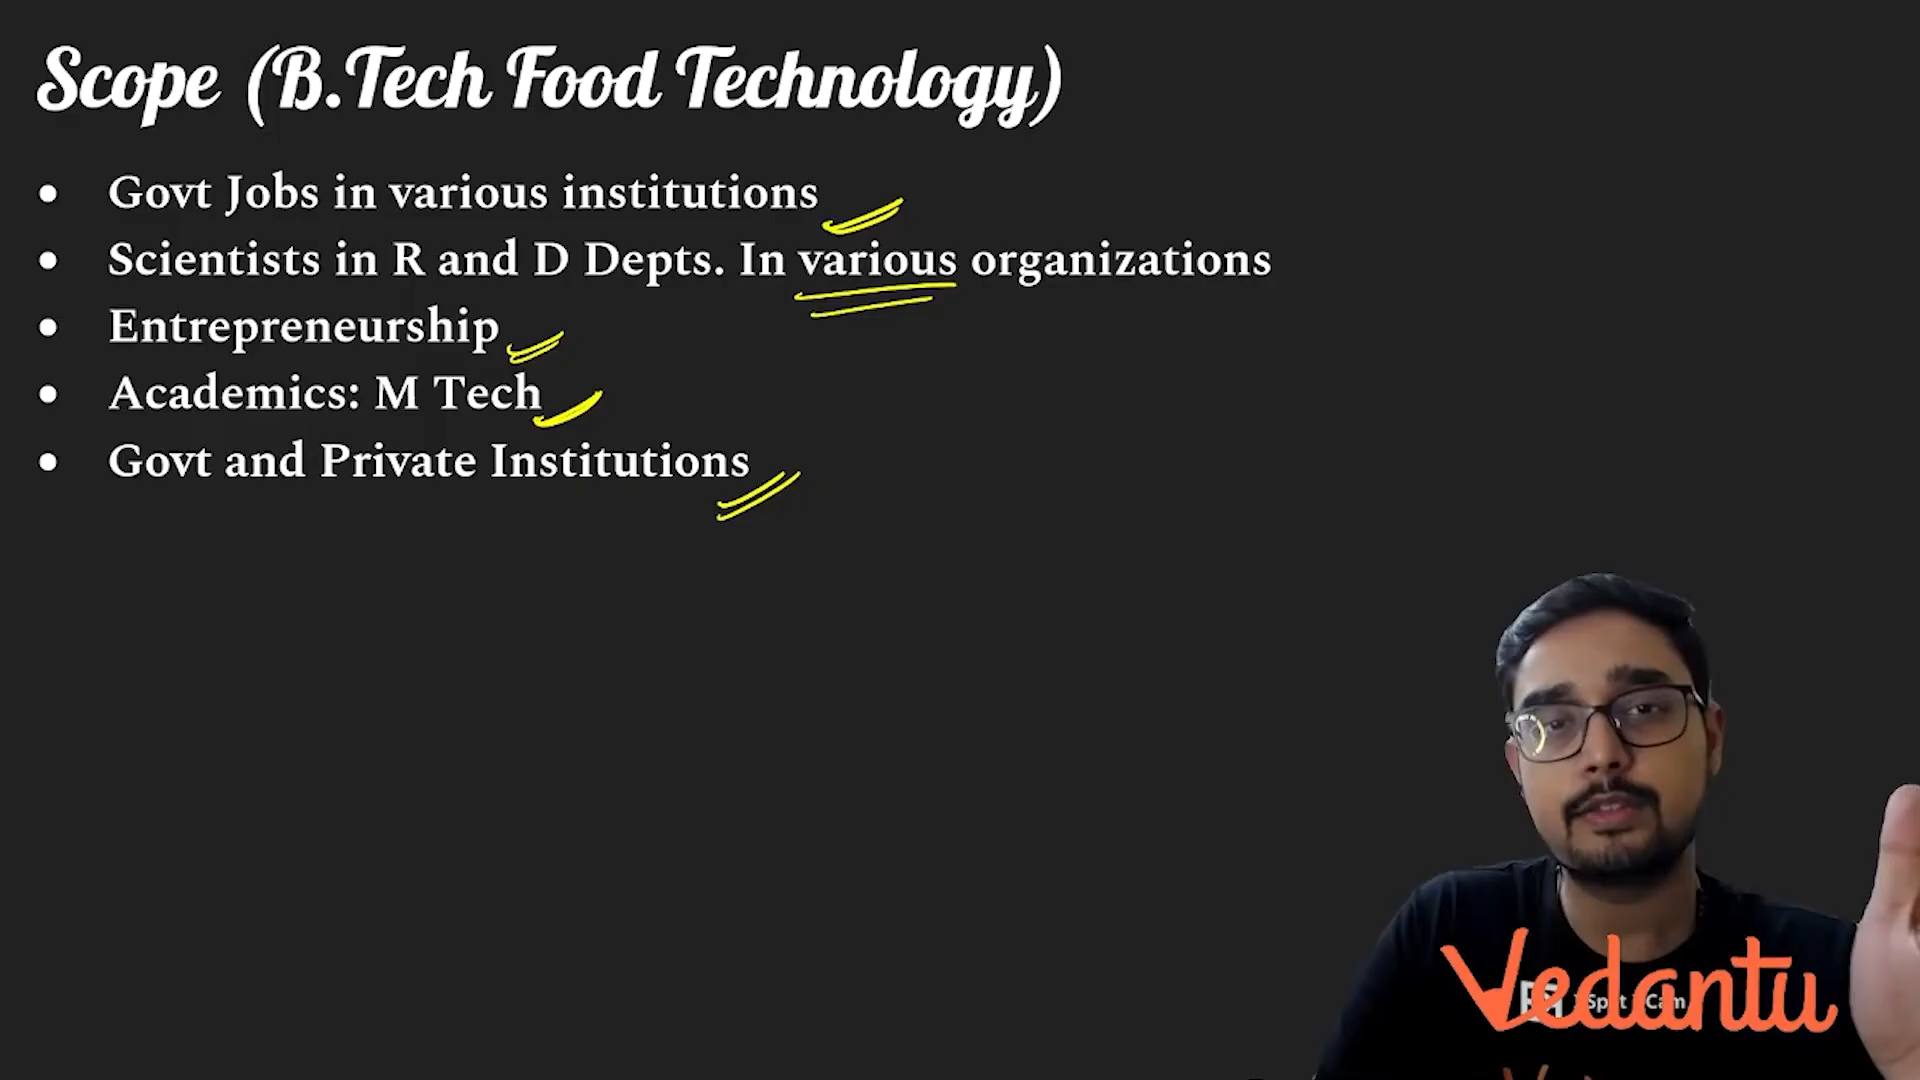 Scope (B.Tech Food Technology)
• Govt Jobs in various institutions
• Scientists in R and D Depts. In various organizations
• Entrepreneurship
• Academics: M Tech
• Govt and Private Institutions
Vedantu